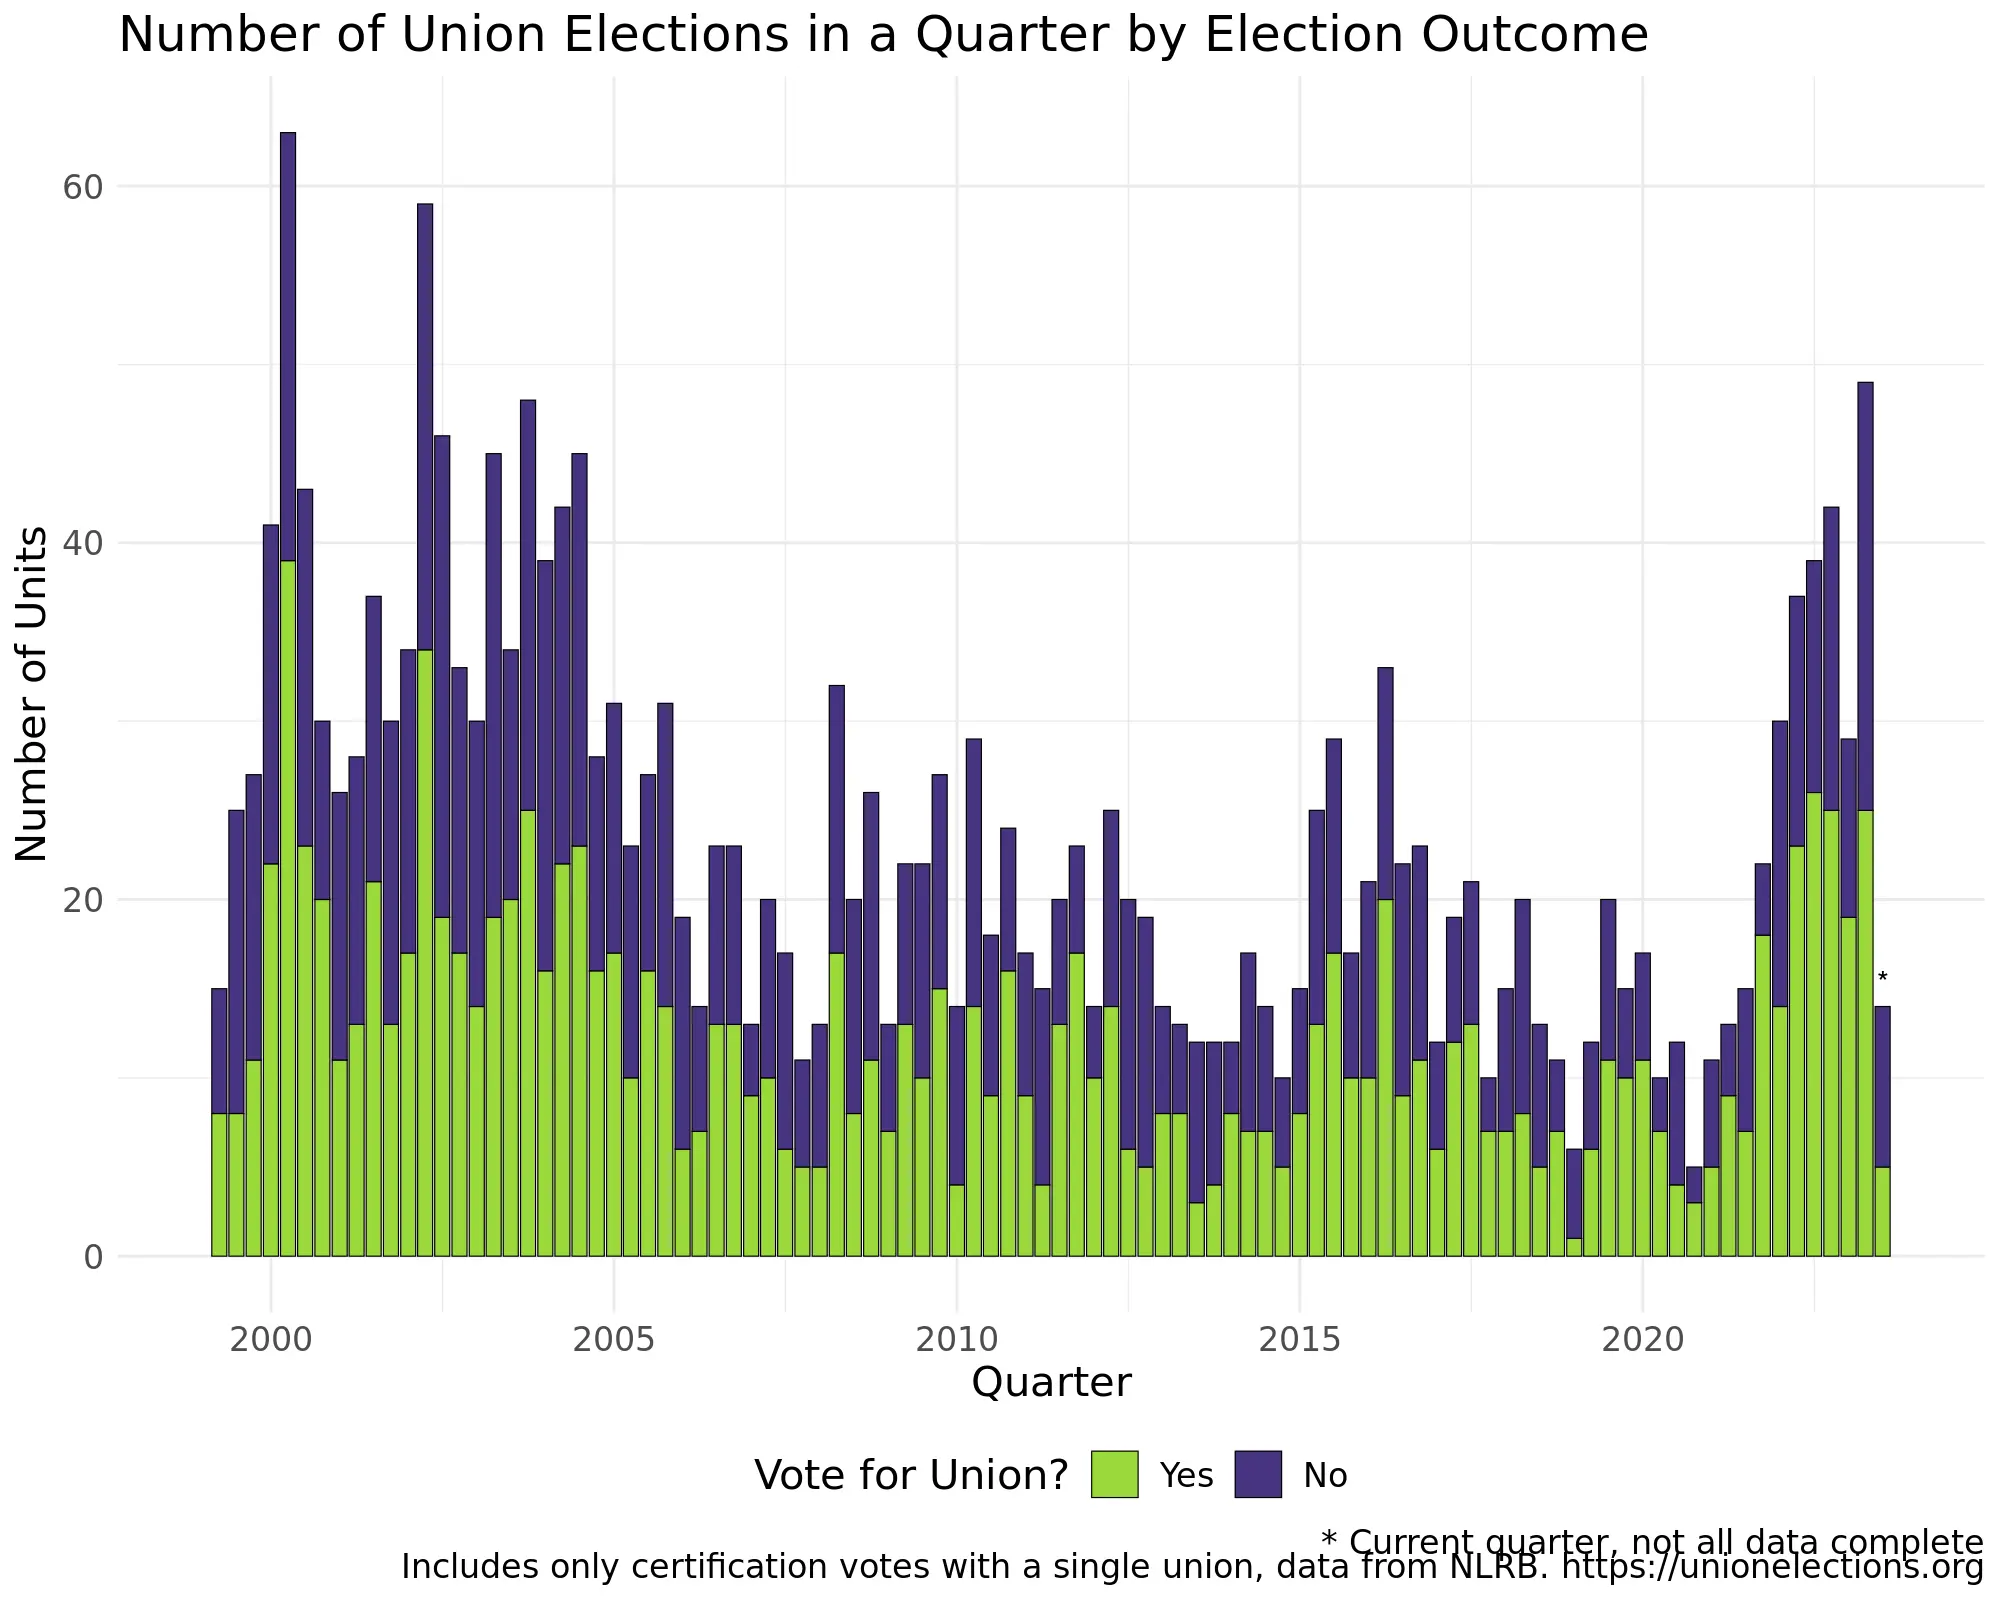 Number of Union Elections in a Quarter by Election Outcome
Number of Units
60
40
20
0
*
2000 2005 2010 2015 2020
Quarter
Vote for Union? Yes No
* Current quarter, not all data complete
Includes only certification votes with a single union, data from NLRB. https://unionelections.org